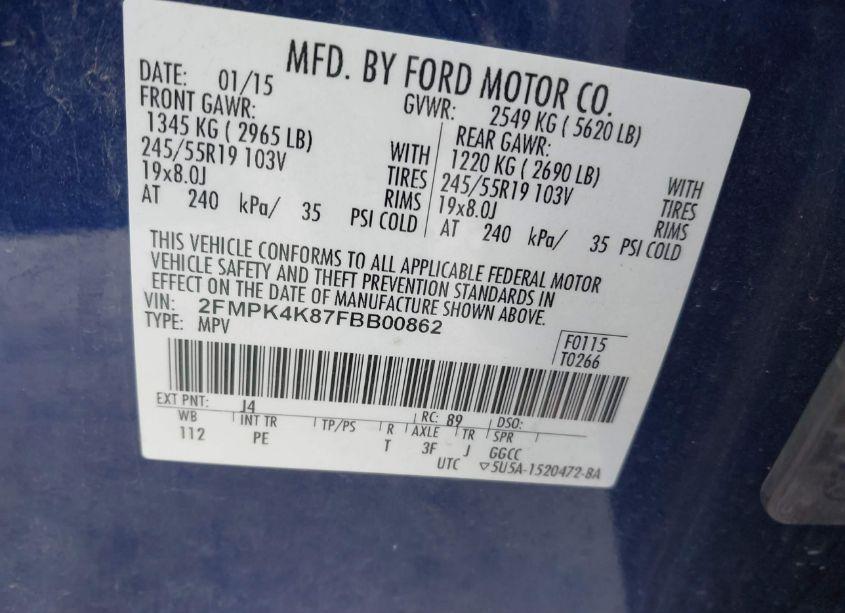 MFD. BY FORD MOTOR CO.
DATE: 01/15 GVWR: 2549 KG ( 5620 LB)
FRONT GAWR: REAR GAWR:
1345 KG ( 2965 LB) WITH 1220 KG ( 2690 LB) WITH
245/55R19 103V TIRES 245/55R19 103V TIRES
19x8.0J RIMS 19x8.0J RIMS
AT 240 kPa/ 35 PSI COLD AT 240 kPa/ 35 PSI COLD
THIS VEHICLE CONFORMS TO ALL APPLICABLE FEDERAL MOTOR
VEHICLE SAFETY AND THEFT PREVENTION STANDARDS IN
EFFECT ON THE DATE OF MANUFACTURE SHOWN ABOVE.
VIN: 2FMPK4K87FBB00862
TYPE: MPV
F0115
T0266
EXT PNT: J4 RC: 89 DSO:
WB INT TR TP/PS R AXLE TR SPR
112 PE T 3F J GGCC
UTC ▽5U5A-1520472-BA